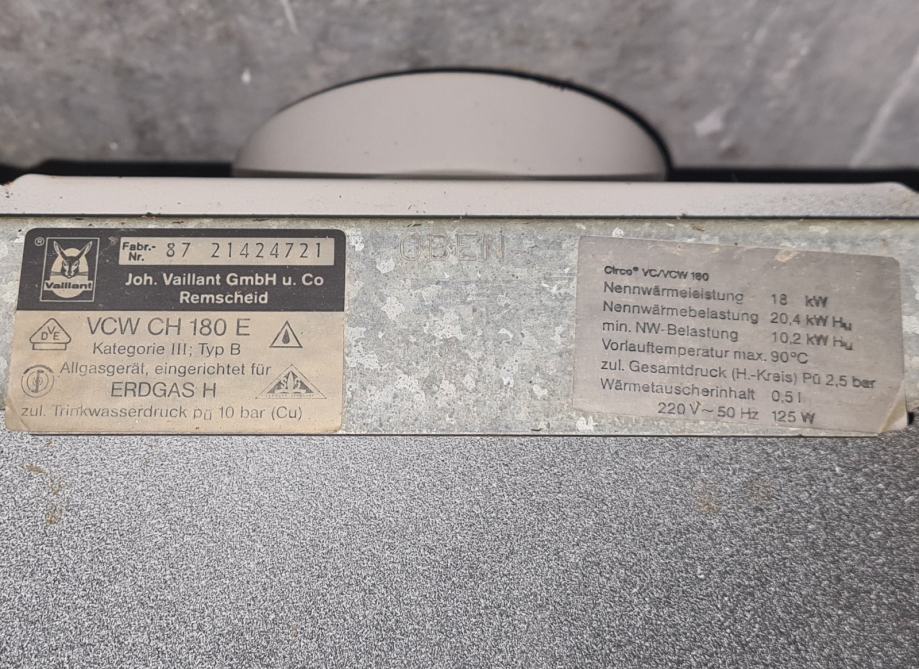 ® Vaillant
Fabr.-Nr. 87 21424721
Joh. Vaillant GmbH u. Co
Remscheid
DVE VCW CH 180 E
Kategorie III; Typ B
Allgasgerät, eingerichtet für
ERDGAS H
zul. Trinkwasserdruck pü 10 bar (Cu)
OBEN
Circo® VC/VCW 180
Nennwärmeleistung 18 kW
Nennwärmebelastung 20,4 kW Hu
min. NW-Belastung 10,2 kW Hu
Vorlauftemperatur max. 90°C
zul. Gesamtdruck (H.-Kreis) Pü 2,5 bar
Wärmetauscherinhalt 0,5 l
220 V~ 50 Hz 125 W